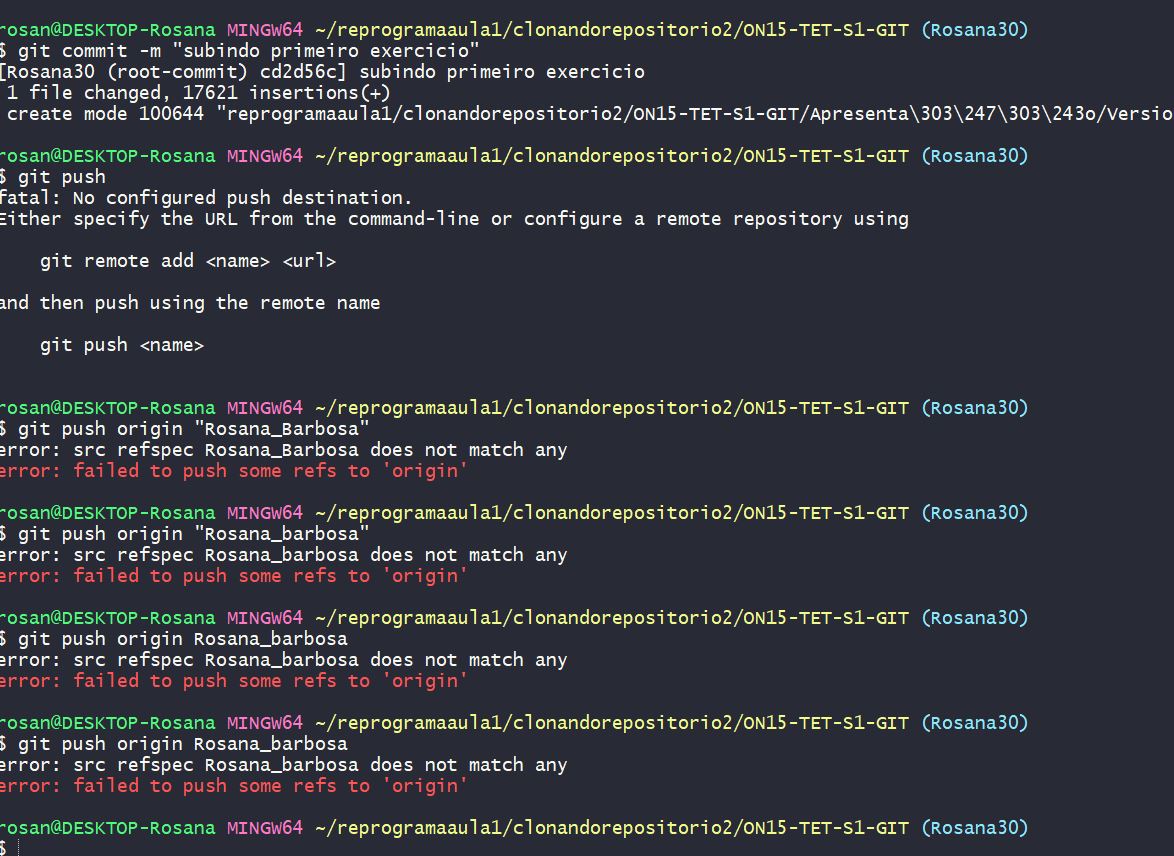 rosan@DESKTOP-Rosana MINGW64 ~/reprogramaaula1/clonandorepositorio2/ON15-TET-S1-GIT (Rosana30)
$ git commit -m "subindo primeiro exercicio"
[Rosana30 (root-commit) cd2d56c] subindo primeiro exercicio
1 file changed, 17621 insertions(+)
create mode 100644 "reprogramaaula1/clonandorepositorio2/ON15-TET-S1-GIT/Apresenta\303\247\303\243o/Versio
rosan@DESKTOP-Rosana MINGW64 ~/reprogramaaula1/clonandorepositorio2/ON15-TET-S1-GIT (Rosana30)
$ git push
fatal: No configured push destination.
Either specify the URL from the command-line or configure a remote repository using
git remote add <name> <url>
and then push using the remote name
git push <name>
rosan@DESKTOP-Rosana MINGW64 ~/reprogramaaula1/clonandorepositorio2/ON15-TET-S1-GIT (Rosana30)
$ git push origin "Rosana_Barbosa"
error: src refspec Rosana_Barbosa does not match any
error: failed to push some refs to 'origin'
rosan@DESKTOP-Rosana MINGW64 ~/reprogramaaula1/clonandorepositorio2/ON15-TET-S1-GIT (Rosana30)
$ git push origin "Rosana_barbosa"
error: src refspec Rosana_barbosa does not match any
error: failed to push some refs to 'origin'
rosan@DESKTOP-Rosana MINGW64 ~/reprogramaaula1/clonandorepositorio2/ON15-TET-S1-GIT (Rosana30)
$ git push origin Rosana_barbosa
error: src refspec Rosana_barbosa does not match any
error: failed to push some refs to 'origin'
rosan@DESKTOP-Rosana MINGW64 ~/reprogramaaula1/clonandorepositorio2/ON15-TET-S1-GIT (Rosana30)
$ git push origin Rosana_barbosa
error: src refspec Rosana_barbosa does not match any
error: failed to push some refs to 'origin'
rosan@DESKTOP-Rosana MINGW64 ~/reprogramaaula1/clonandorepositorio2/ON15-TET-S1-GIT (Rosana30)
$